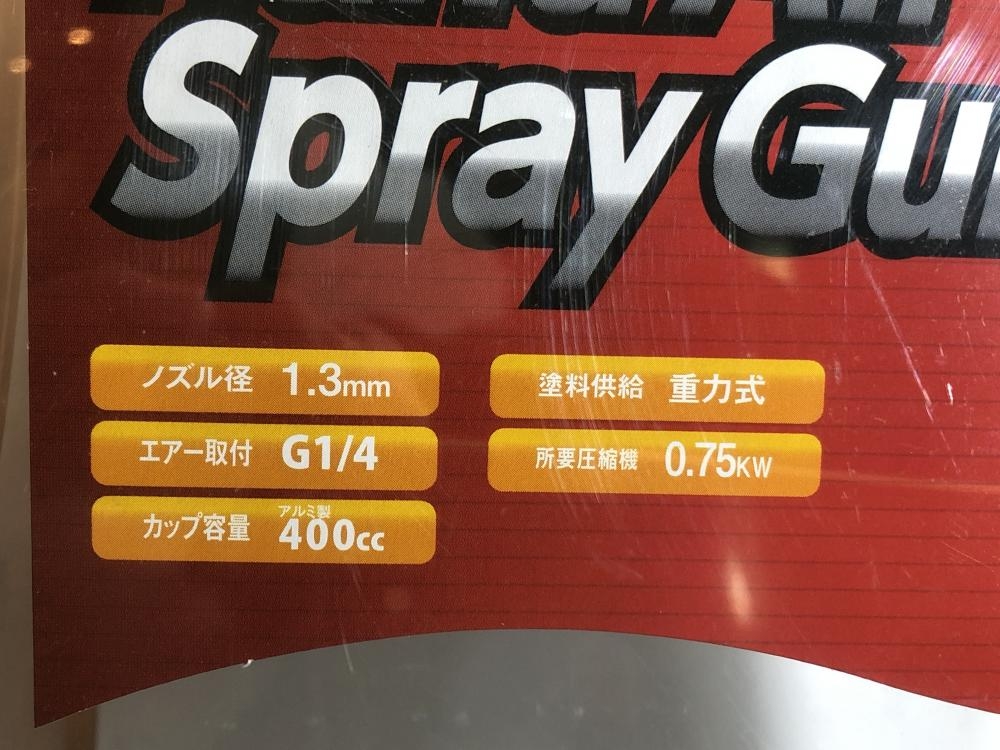 Spray Gu
ノズル径 1.3mm
塗料供給 重力式
エアー取付 G1/4
所要圧縮機 0.75KW
カップ容量 アルミ製 400cc